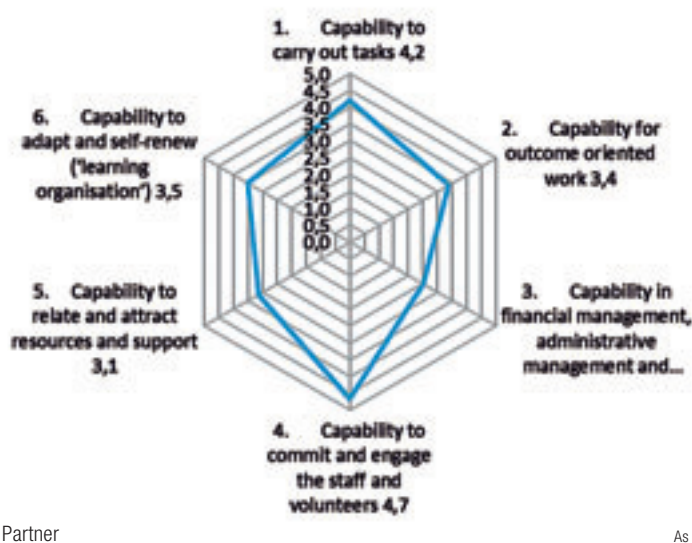 1. Capability to
carry out tasks 4,2
5,0
4,5
4,0
3,5
3,0
2,5
2,0
1,5
1,0
0,5
0,0
2. Capability for
outcome oriented
work 3,4
3. Capability in
financial management,
administrative
management and...
4. Capability to
commit and engage
the staff and
volunteers 4,7
5. Capability to
relate and attract
resources and support
3,1
6. Capability to
adapt and self-renew
('learning
organisation') 3,5
Partner
As